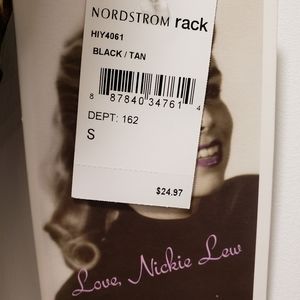 NORDSTROM rack
HIY4061
BLACK / TAN
8 87840 34761 4
DEPT: 162
S
$24.97
Love, Nickie Lew